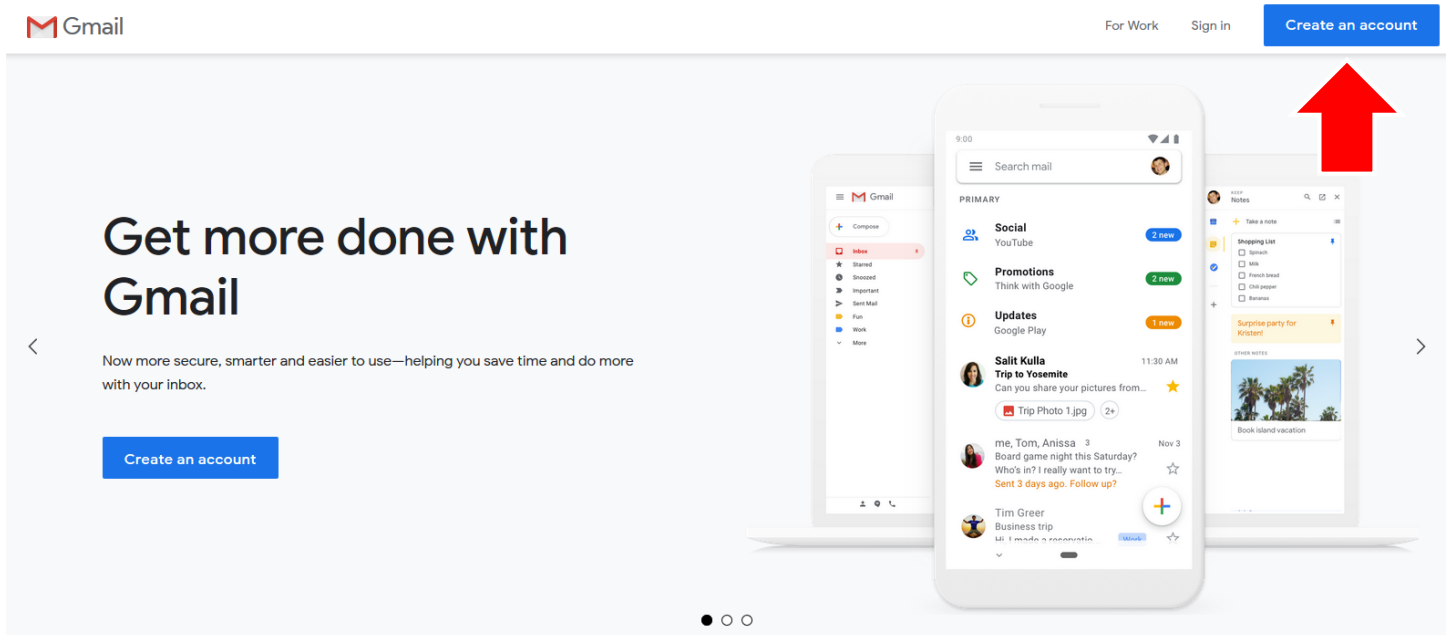 Gmail
For Work
Sign in
Create an account
Get more done with
Gmail
Now more secure, smarter and easier to use—helping you save time and do more
with your inbox.
Create an account
Gmail
Compose
Inbox
Starred
Snoozed
Important
Sent Mail
Fun
Work
More
9:00
Search mail
PRIMARY
Social
YouTube
2 new
Promotions
Think with Google
2 new
Updates
Google Play
1 new
Salit Kulla
11:30 AM
Trip to Yosemite
Can you share your pictures from...
Trip Photo 1.jpg
2+
me, Tom, Anissa 3
Nov 3
Board game night this Saturday?
Who's in? I really want to try...
Sent 3 days ago. Follow up?
Tim Greer
Business trip
Hi, I made a reservatio...
Work
KEEP
Notes
Take a note
Shopping List
Spinach
Milk
French bread
Chili pepper
Bananas
Surprise party for
Kristen!
OTHER NOTES
Book island vacation